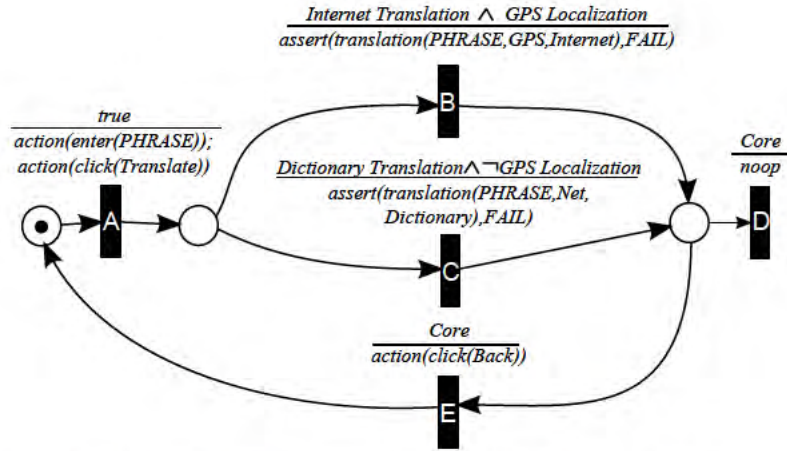 Internet Translation ∧ GPS Localization
assert(translation(PHRASE,GPS,Internet),FAIL)
B
true
action(enter(PHRASE));
action(click(Translate))
A
Dictionary Translation∧¬GPS Localization
assert(translation(PHRASE,Net,
Dictionary),FAIL)
C
Core
noop
D
Core
action(click(Back))
E